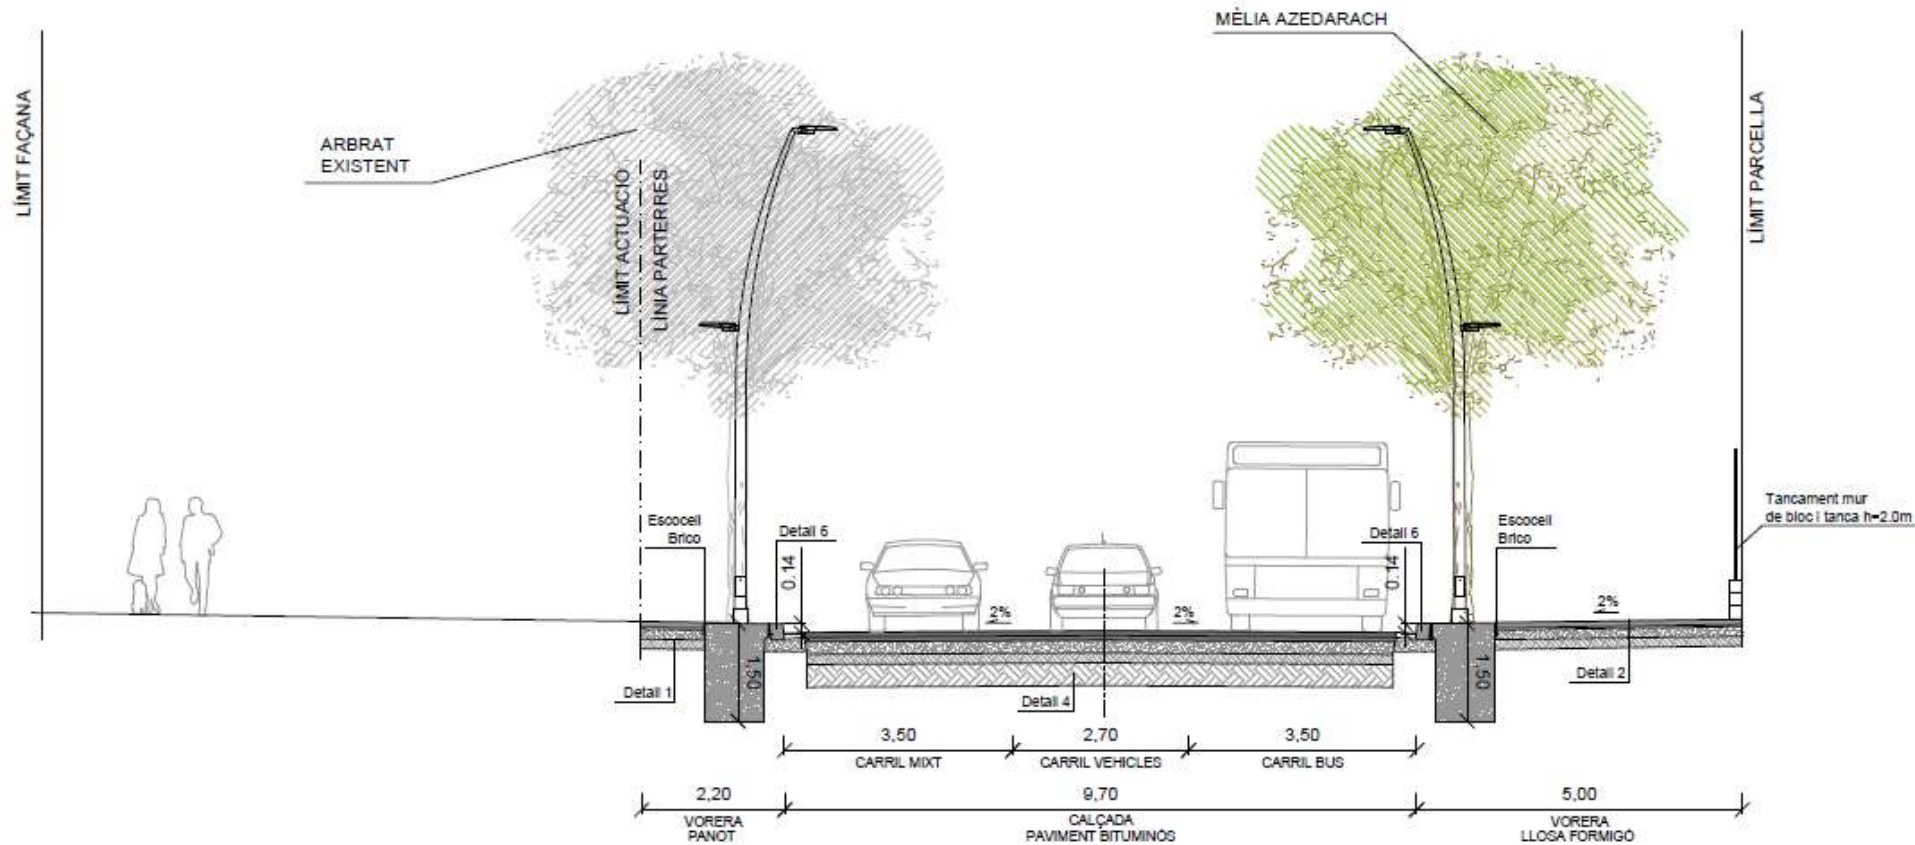 MÈLIA AZEDARACH
LÍMIT FAÇANA
ARBRAT
EXISTENT
LÍMIT ACTUACIÓ
LÍNIA PARTERRES
LÍMIT PARCEL.LA
Tancament mur
de bloc i tanca h=2.0m
Escocell
Brico
Detall 6
0.14
2%
2%
Detall 6
0.14
Escocell
Brico
2%
Detall 1
1,50
Detall 4
1,50
Detall 2
3,50
2,70
3,50
CARRIL MIXT
CARRIL VEHICLES
CARRIL BUS
2,20
9,70
5,00
VORERA
PANOT
CALÇADA
PAVIMENT BITUMINÓS
VORERA
LLOSA FORMIGÓ